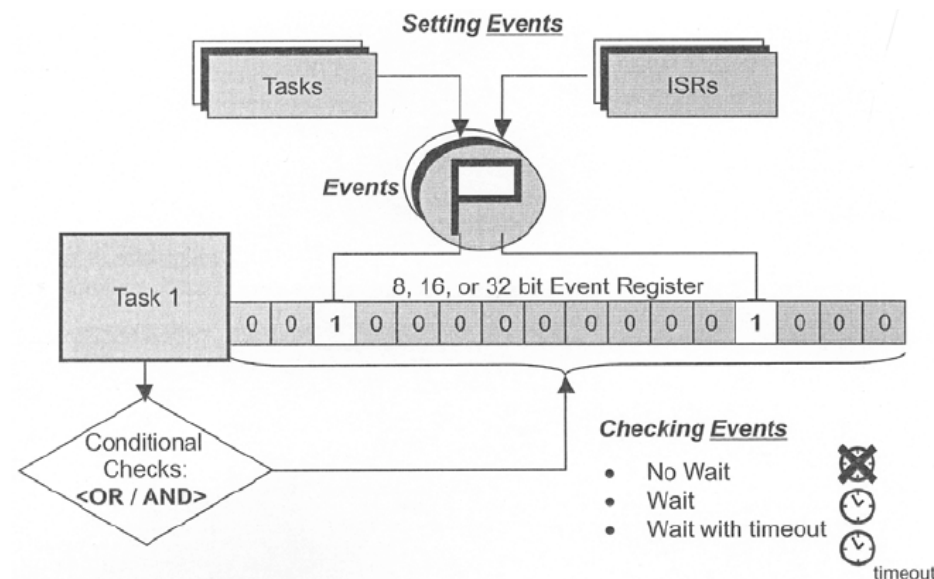 Setting Events
Tasks
ISRs
Events
Task 1
8, 16, or 32 bit Event Register
0 0 1 0 0 0 0 0 0 0 0 0 1 0 0 0
Conditional
Checks:
<OR / AND>
Checking Events
• No Wait
• Wait
• Wait with timeout
timeout